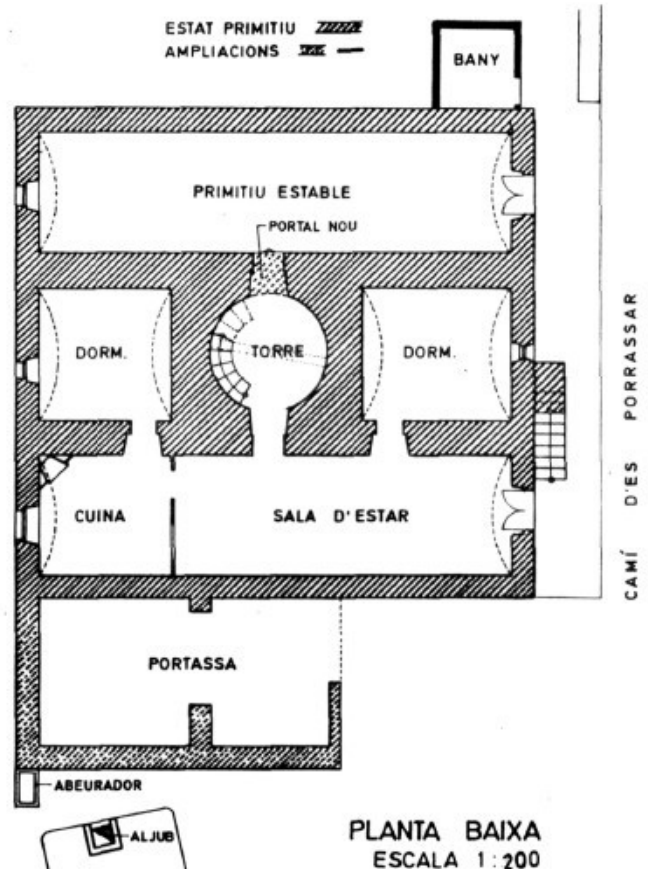 ESTAT PRIMITIU
AMPLIACIONS
BANY
PRIMITIU ESTABLE
PORTAL NOU
DORM.
TORRE
DORM.
CUINA
SALA D'ESTAR
CAMÍ D'ES PORRASSAR
PORTASSA
ABEURADOR
ALJUB
PLANTA BAIXA
ESCALA 1:200